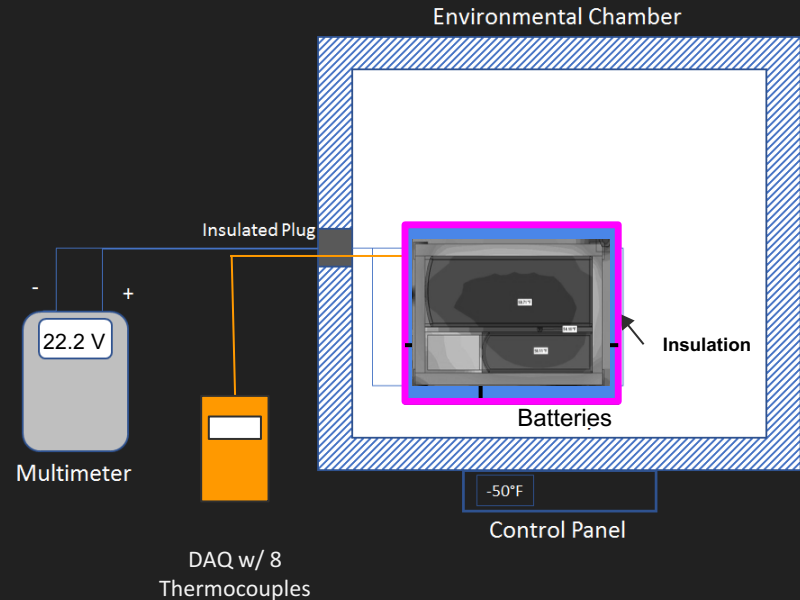 Environmental Chamber
Insulated Plug
-
+
22.2 V
Insulation
Batteries
Multimeter
-50°F
Control Panel
DAQ w/ 8
Thermocouples